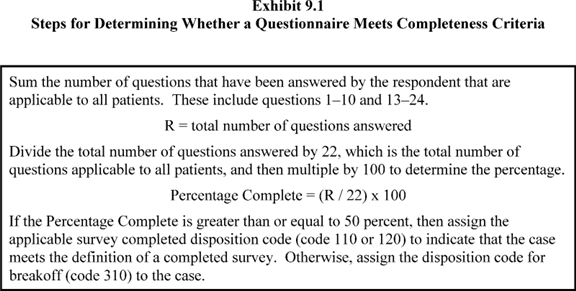 Exhibit 9.1
Steps for Determining Whether a Questionnaire Meets Completeness Criteria
Sum the number of questions that have been answered by the respondent that are
applicable to all patients.  These include questions 1–10 and 13–24.
R = total number of questions answered
Divide the total number of questions answered by 22, which is the total number of
questions applicable to all patients, and then multiple by 100 to determine the percentage.
Percentage Complete = (R / 22) x 100
If the Percentage Complete is greater than or equal to 50 percent, then assign the
applicable survey completed disposition code (code 110 or 120) to indicate that the case
meets the definition of a completed survey.  Otherwise, assign the disposition code for
breakoff (code 310) to the case.